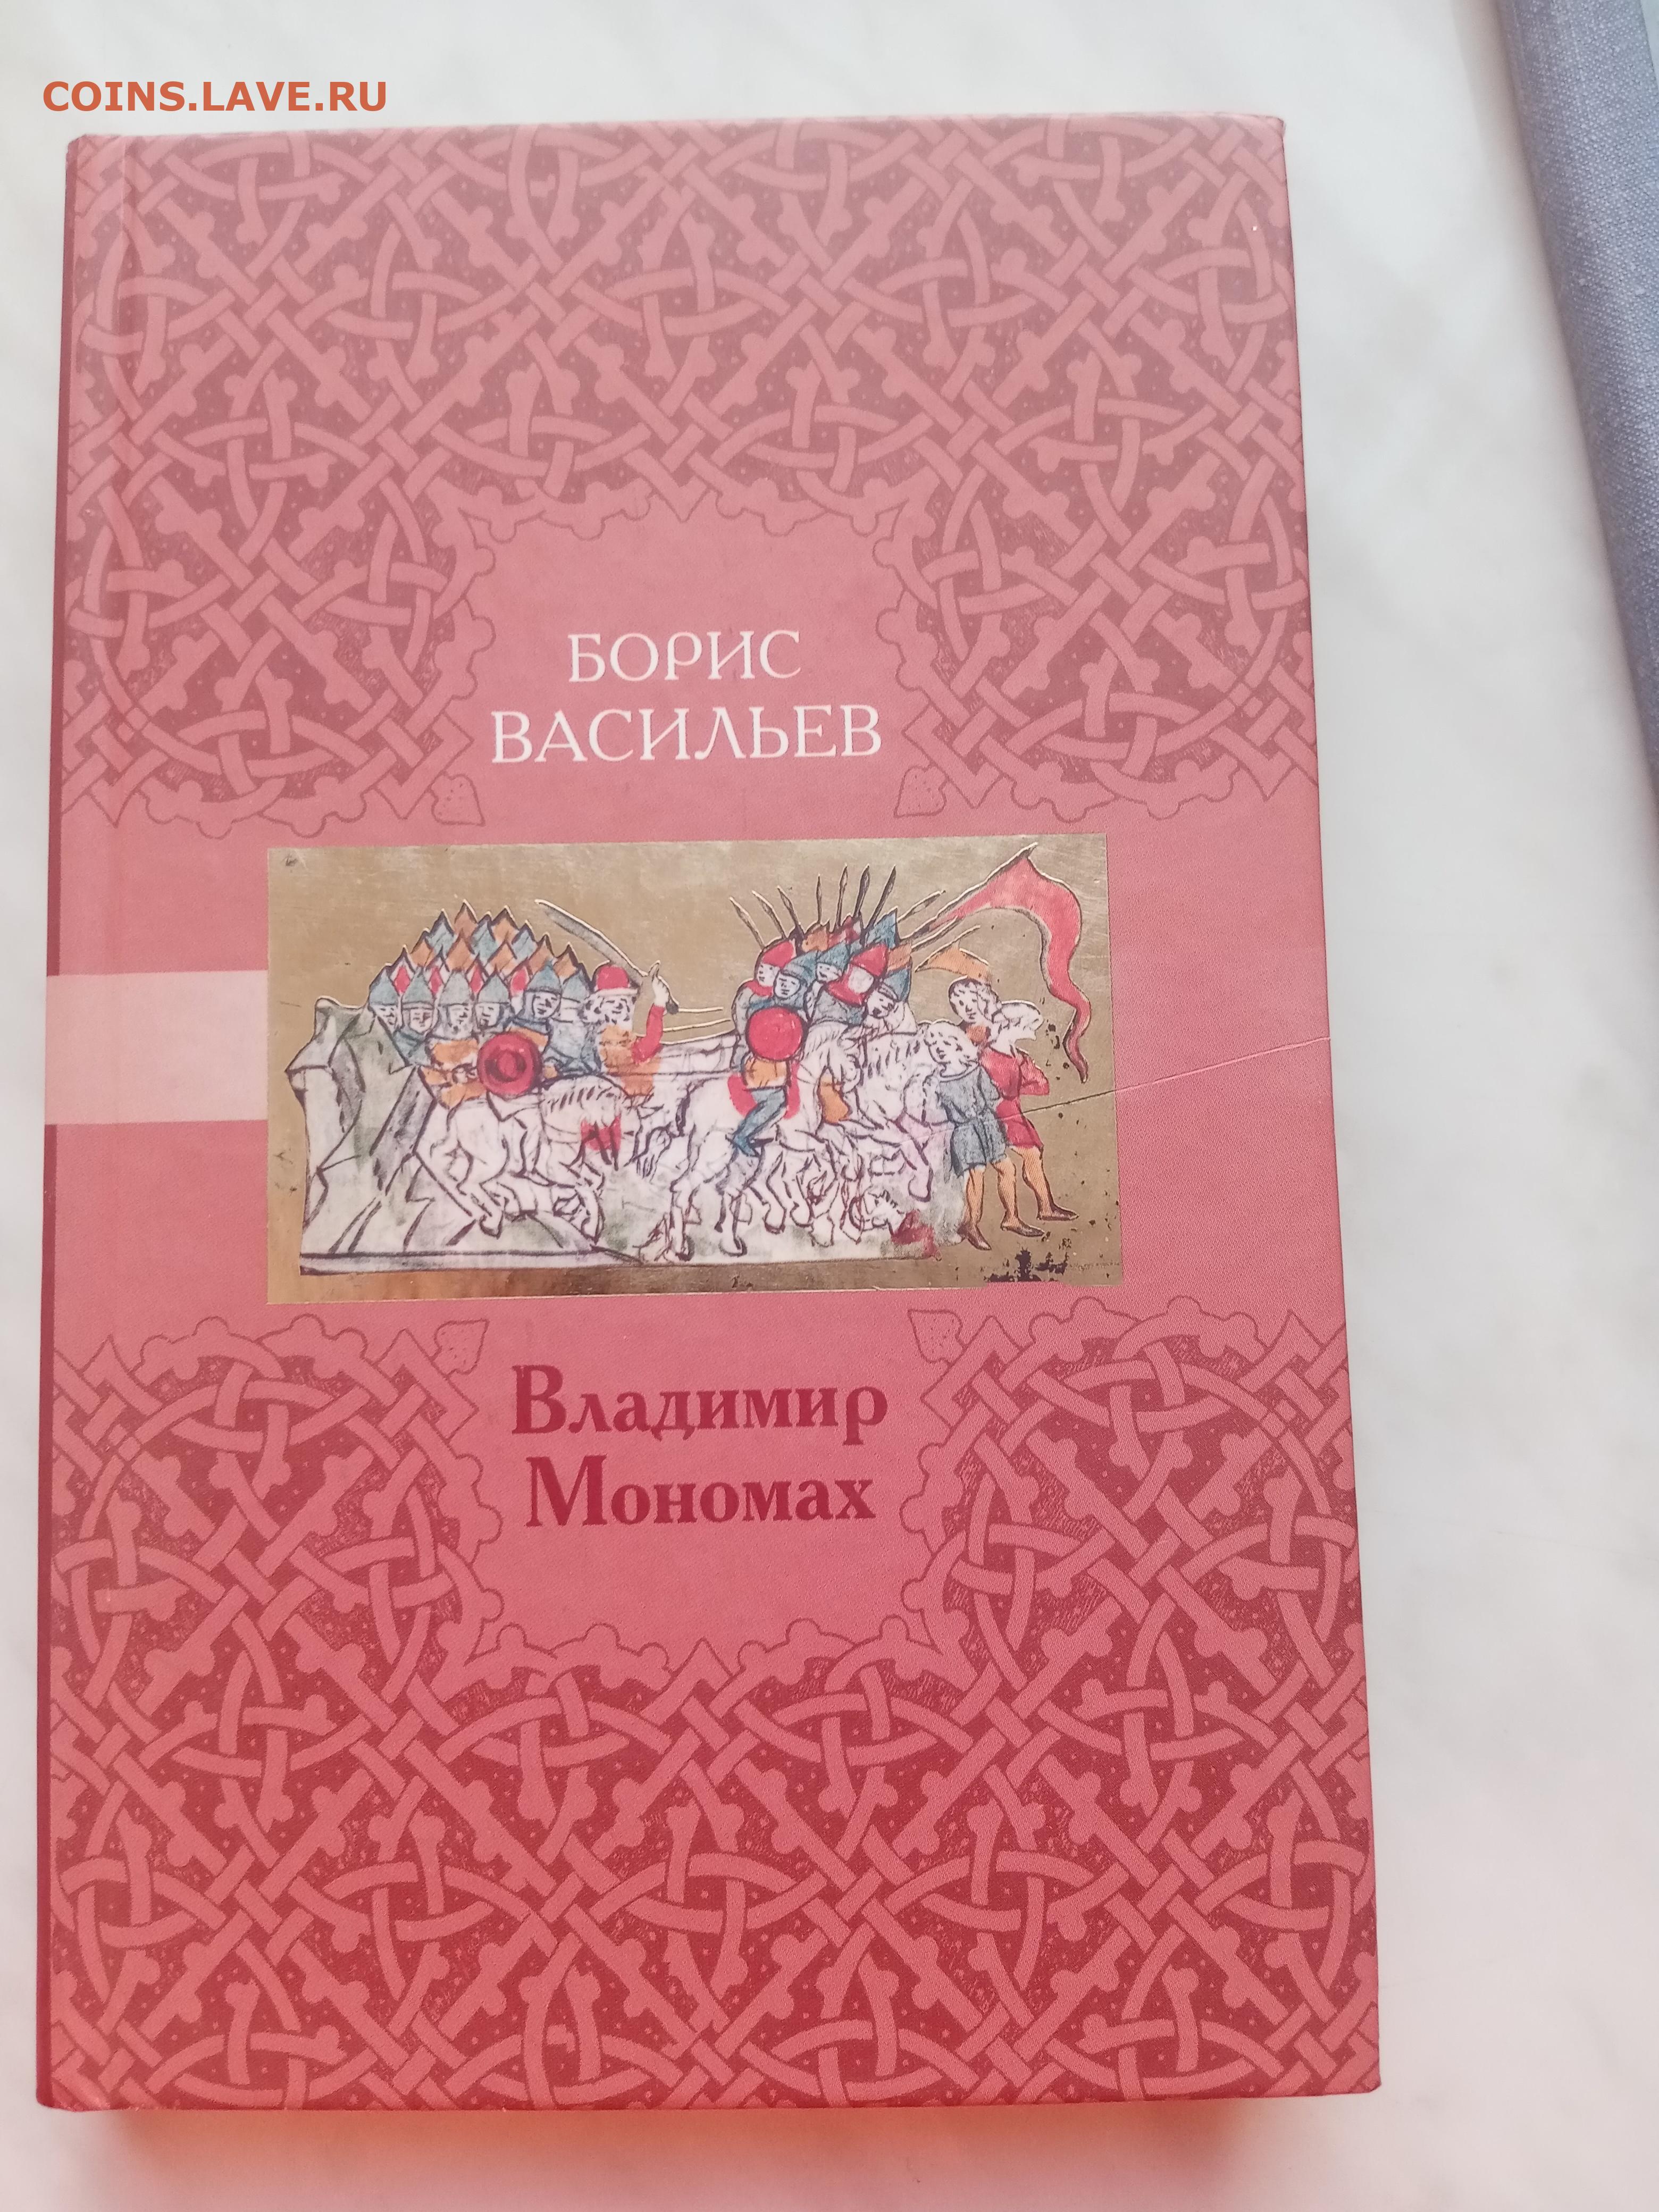 COINS.LAVE.RU
БОРИС
ВАСИЛЬЕВ
Владимир
Мономах